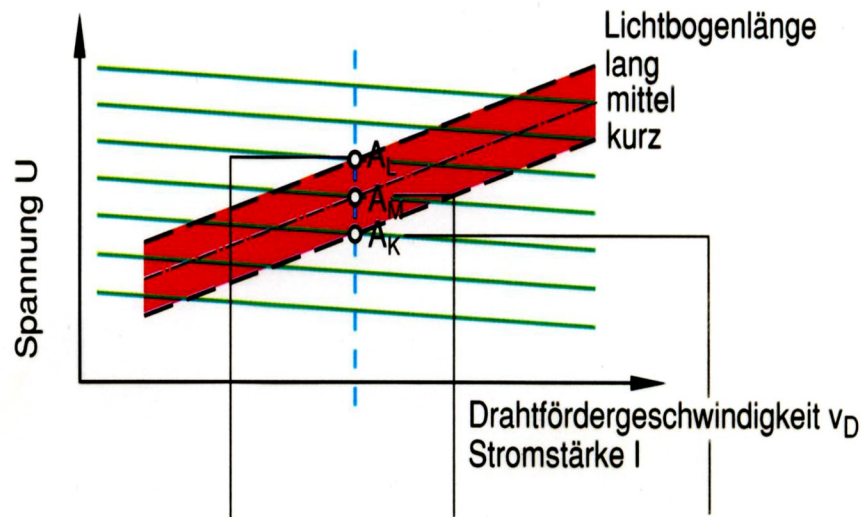 Lichtbogenlänge
lang
mittel
kurz
Spannung U
A_L
A_M
A_K
Drahtfördergeschwindigkeit v_D
Stromstärke I